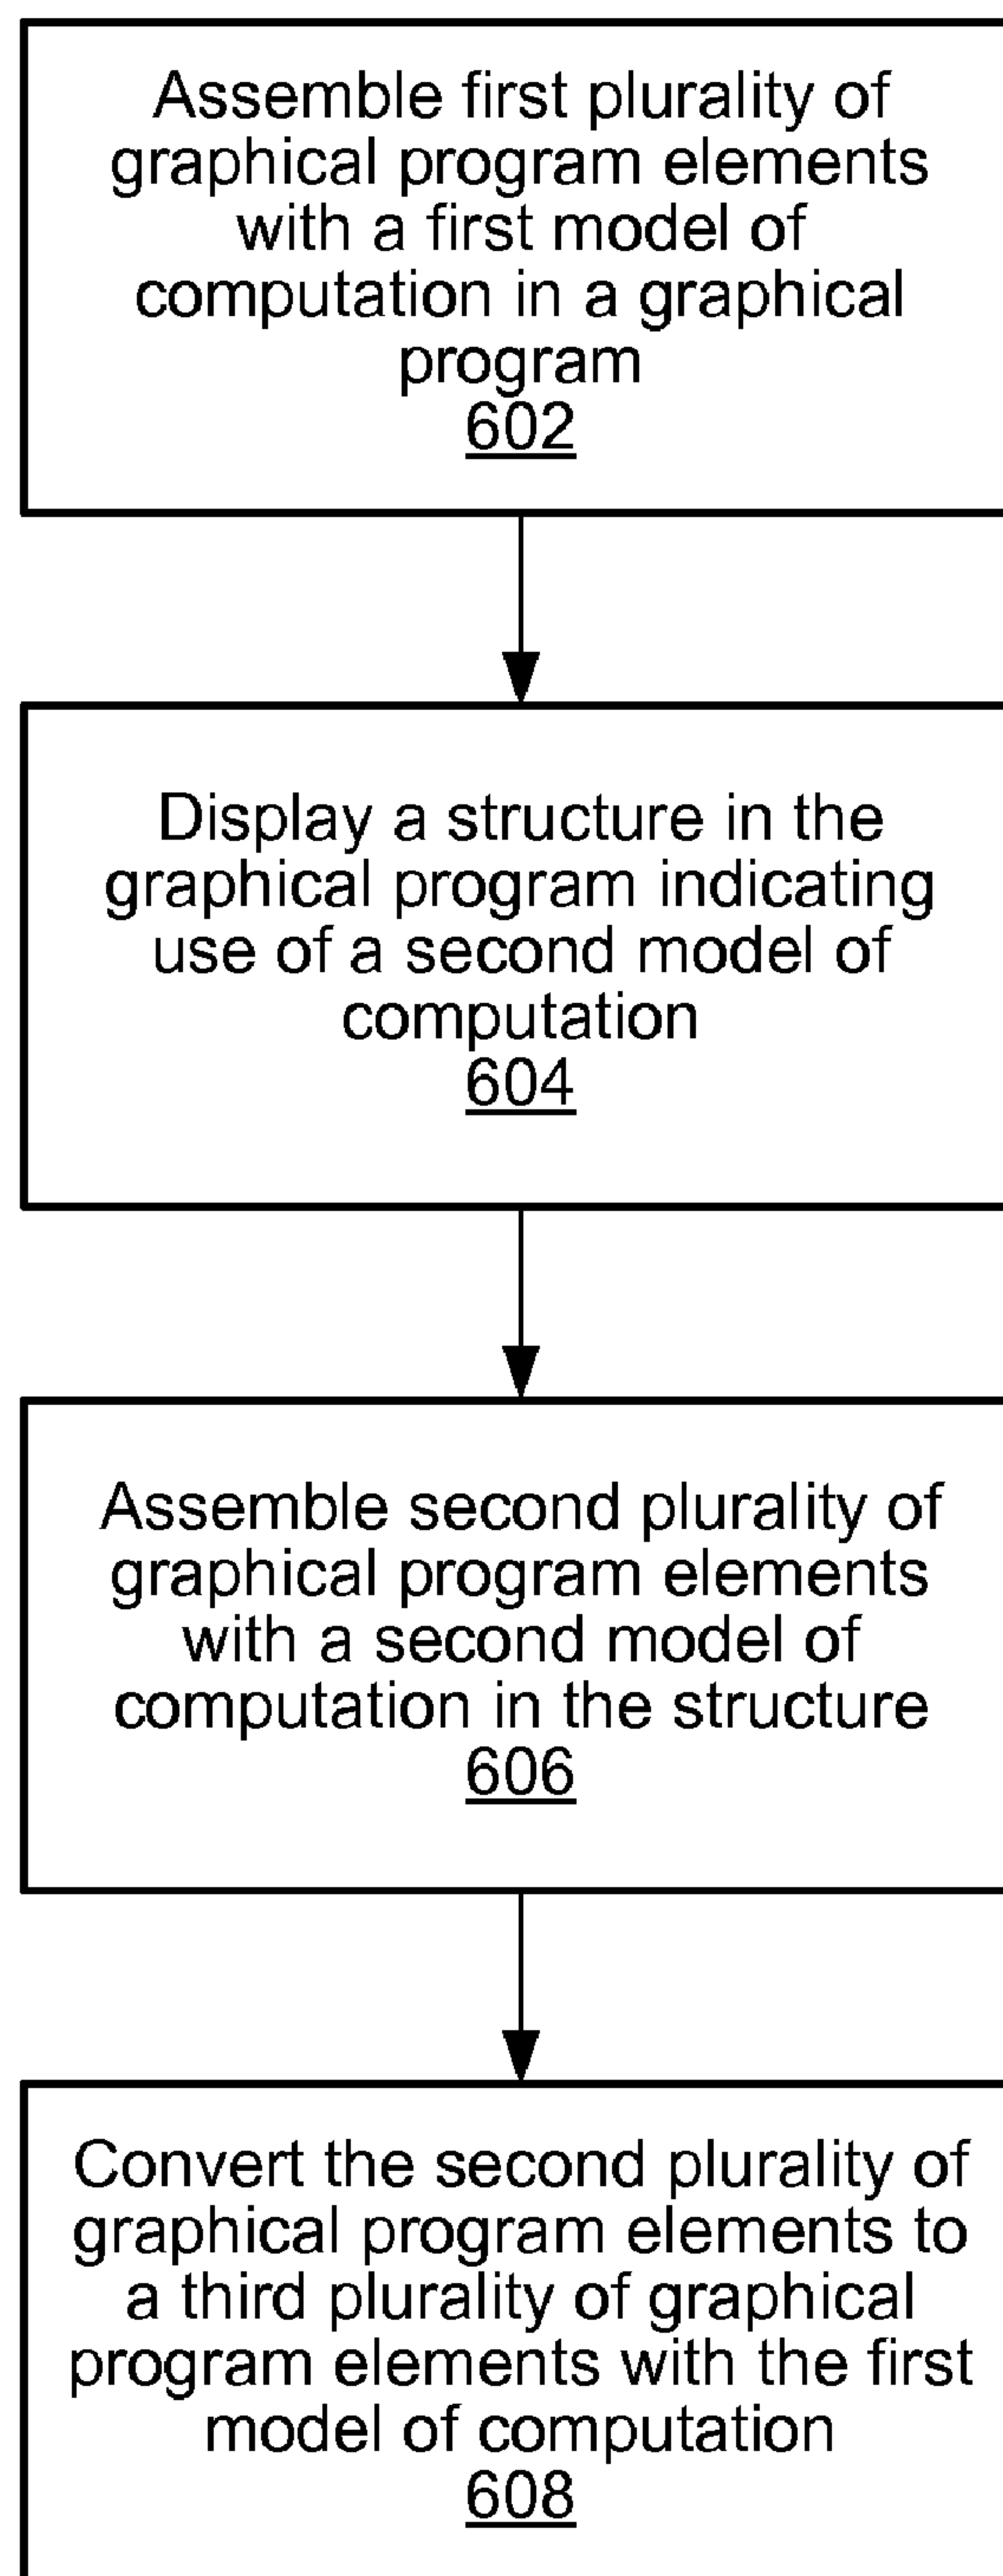 Assemble first plurality of
graphical program elements
with a first model of
computation in a graphical
program
602
Display a structure in the
graphical program indicating
use of a second model of
computation
604
Assemble second plurality of
graphical program elements
with a second model of
computation in the structure
606
Convert the second plurality of
graphical program elements to
a third plurality of graphical
program elements with the first
model of computation
608